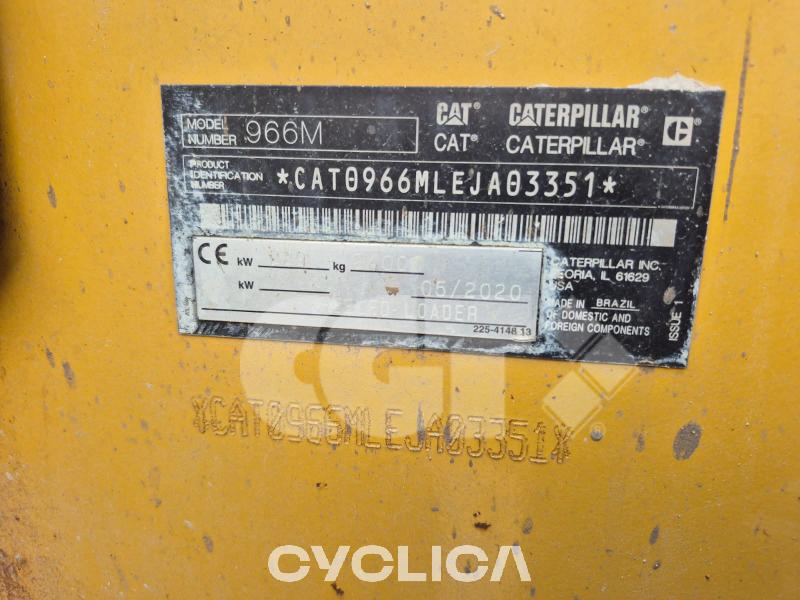 CAT® CATERPILLAR®
CAT® CATERPILLAR®
MODEL NUMBER 966M
PRODUCT IDENTIFICATION NUMBER *CAT0966MLEJA03351*
CE kW kg
kW 05/2020
LOADER
225-4148 13
CATERPILLAR INC.
PEORIA, IL 61629
USA
MADE IN BRAZIL
OF DOMESTIC AND
FOREIGN COMPONENTS
ISSUE 1
*CAT0966MLEJA03351*
CYCLICA